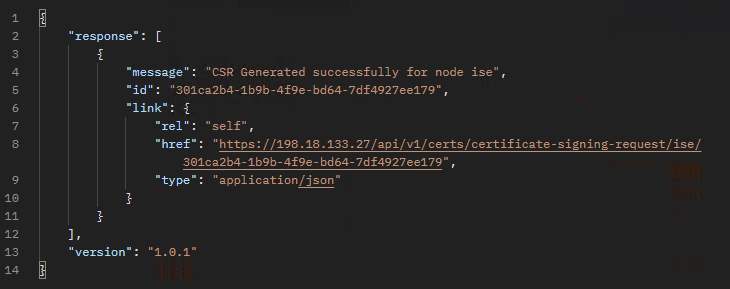 1 {
2 "response": [
3 {
4 "message": "CSR Generated successfully for node ise",
5 "id": "301ca2b4-1b9b-4f9e-bd64-7df4927ee179",
6 "link": {
7 "rel": "self",
8 "href": "https://198.18.133.27/api/v1/certs/certificate-signing-request/ise/
301ca2b4-1b9b-4f9e-bd64-7df4927ee179",
9 "type": "application/json"
10 }
11 }
12 ],
13 "version": "1.0.1"
14 }